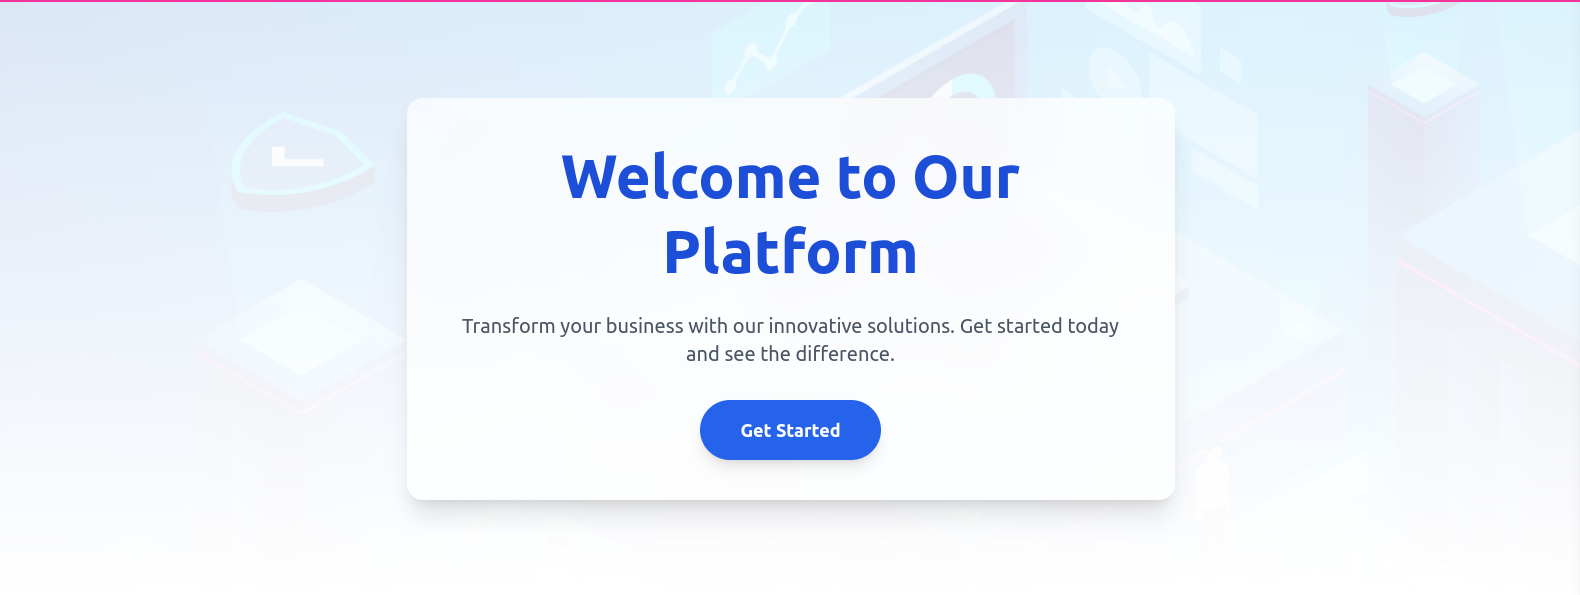 Welcome to Our
Platform
Transform your business with our innovative solutions. Get started today
and see the difference.
Get Started